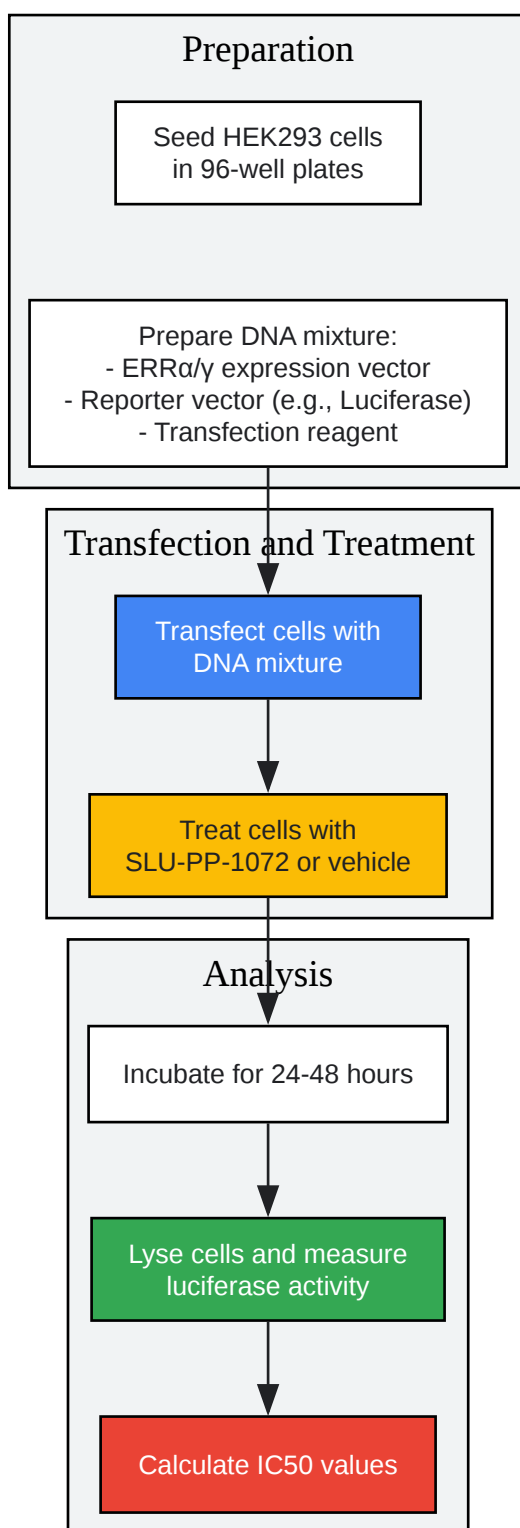 Preparation
Seed HEK293 cells
in 96-well plates
Prepare DNA mixture:
- ERRα/γ expression vector
- Reporter vector (e.g., Luciferase)
- Transfection reagent
Transfection and Treatment
Transfect cells with
DNA mixture
Treat cells with
SLU-PP-1072 or vehicle
Analysis
Incubate for 24-48 hours
Lyse cells and measure
luciferase activity
Calculate IC50 values